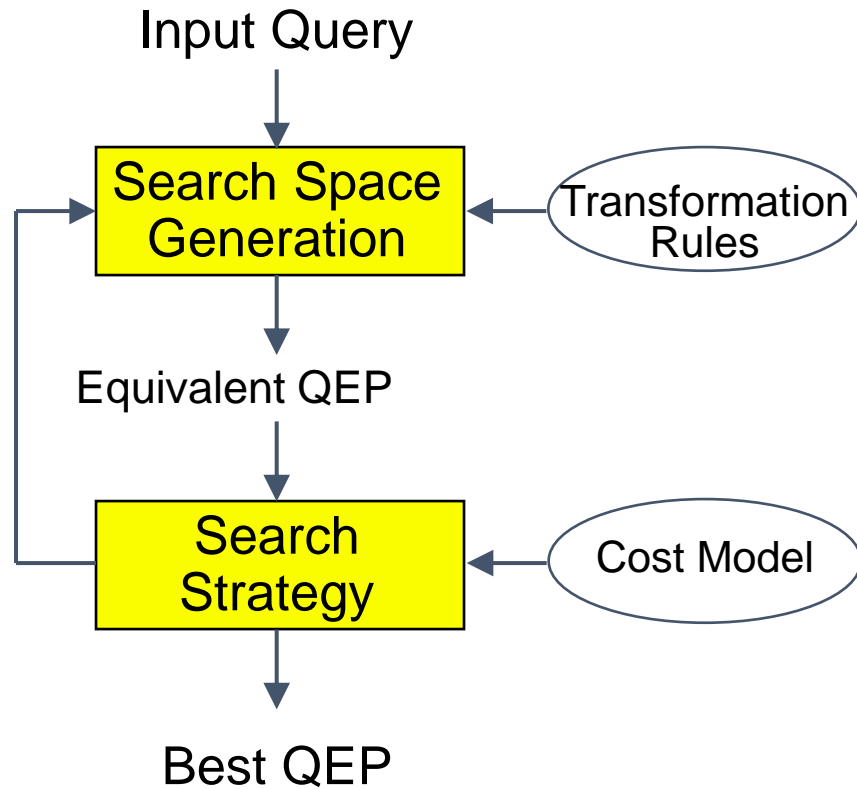 Input Query
Search Space
Generation
Transformation
Rules
Equivalent QEP
Search
Strategy
Cost Model
Best QEP